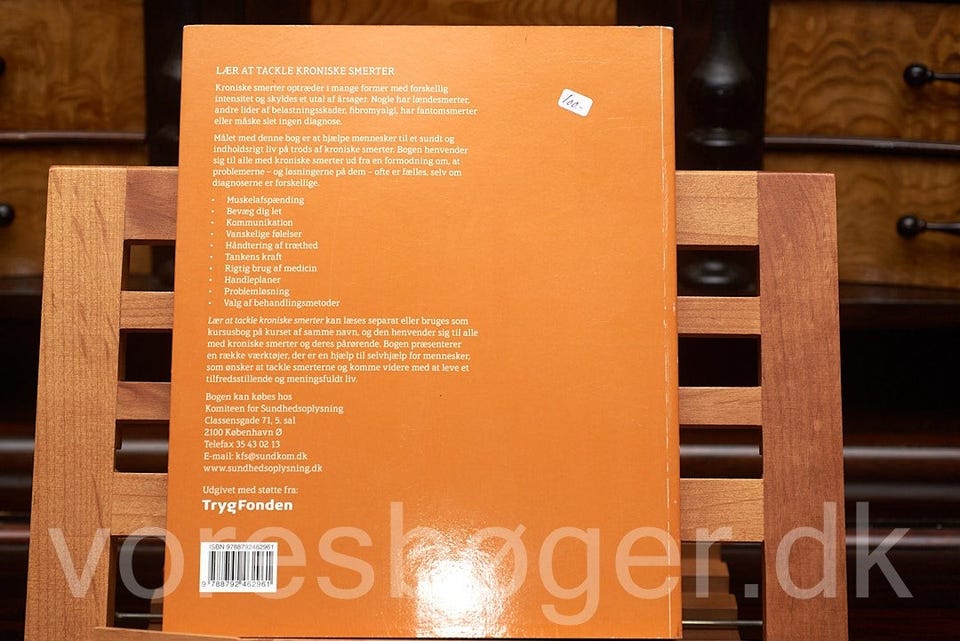 LÆR AT TACKLE KRONISKE SMERTER
Kroniske smerter optræder i mange former med forskellig
intensitet og skyldes et utal af årsager. Nogle har lændesmerter,
andre lider af belastningsskader, fibromyalgi, har fantomsmerter
eller måske slet ingen diagnose.
Målet med denne bog er at hjælpe mennesker til et sundt og
indholdsrigt liv på trods af kroniske smerter. Bogen henvender
sig til alle med kroniske smerter ud fra en formodning om, at
problemerne – og løsningerne på dem – ofte er fælles, selv om
diagnoserne er forskellige.
• Muskelafspænding
• Bevæg dig let
• Kommunikation
• Vanskelige følelser
• Håndtering af træthed
• Tankens kraft
• Rigtig brug af medicin
• Handleplaner
• Problemløsning
• Valg af behandlingsmetoder
Lær at tackle kroniske smerter kan læses separat eller bruges som
kursusbog på kurset af samme navn, og den henvender sig til alle
med kroniske smerter og deres pårørende. Bogen præsenterer
en række værktøjer, der er en hjælp til selvhjælp for mennesker,
som ønsker at tackle smerterne og komme videre med at leve et
tilfredsstillende og meningsfuldt liv.
Bogen kan købes hos
Komiteen for Sundhedsoplysning
Classensgade 71, 5. sal
2100 København Ø
Telefax 35 43 02 13
E-mail: kfs@sundkom.dk
www.sundhedsoplysning.dk
Udgivet med støtte fra:
TrygFonden
ISBN 9788792462961
9 788792 462961
100,-
voresbøger.dk